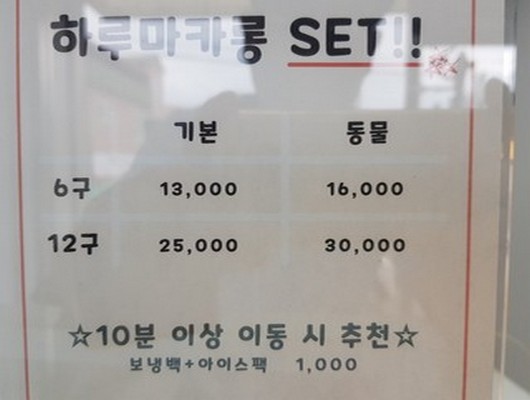 하루마카롱 SET!!
기본 동물
6구 13,000 16,000
12구 25,000 30,000
☆10분 이상 이동 시 추천☆
보냉백+아이스팩 1,000